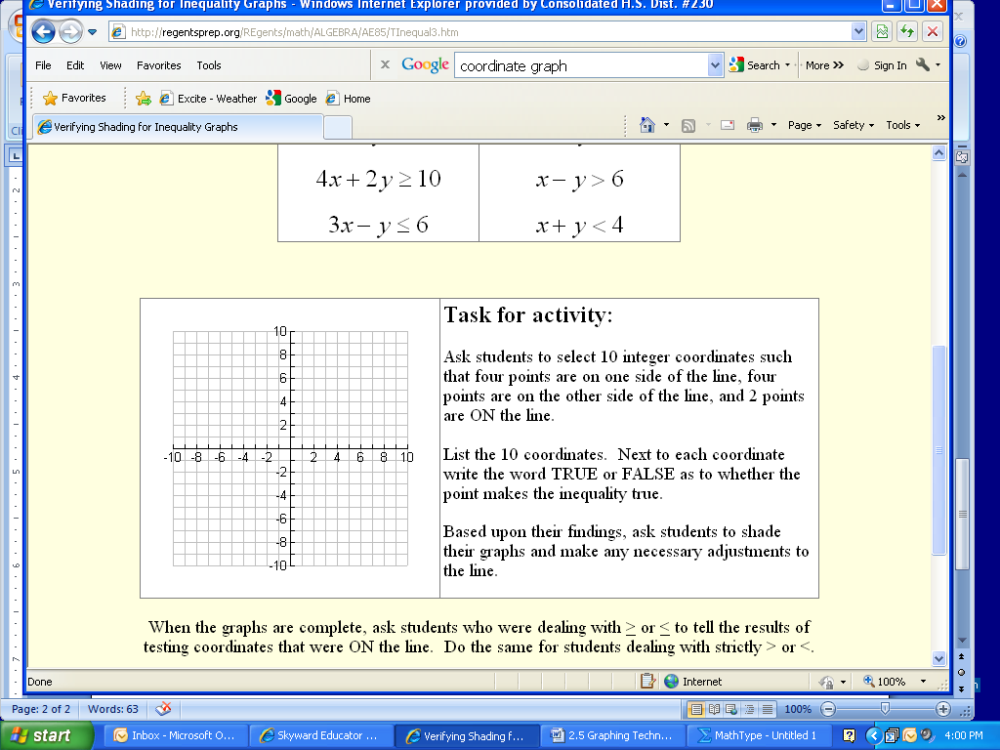 Verifying Shading for Inequality Graphs - Windows Internet Explorer provided by Consolidated H.S. Dist. #230
http://regentsprep.org/REgents/math/ALGEBRA/AE85/TInequal3.htm
File Edit View Favorites Tools x Google coordinate graph Search More >> Sign In
Favorites Excite - Weather Google Home
Verifying Shading for Inequality Graphs Page Safety Tools >>
4x + 2y ≥ 10 x - y > 6
3x - y ≤ 6 x + y < 4
Task for activity:
Ask students to select 10 integer coordinates such
that four points are on one side of the line, four
points are on the other side of the line, and 2 points
are ON the line.
List the 10 coordinates. Next to each coordinate
write the word TRUE or FALSE as to whether the
point makes the inequality true.
Based upon their findings, ask students to shade
their graphs and make any necessary adjustments to
the line.
10
8
6
4
2
-10 -8 -6 -4 -2 2 4 6 8 10
-2
-4
-6
-8
-10
When the graphs are complete, ask students who were dealing with ≥ or ≤ to tell the results of
testing coordinates that were ON the line. Do the same for students dealing with strictly > or <.
Done Internet 100%
Page: 2 of 2 Words: 63 100%
start Inbox - Microsoft O... Skyward Educator ... Verifying Shading f... 2.5 Graphing Techn... MathType - Untitled 1 4:00 PM